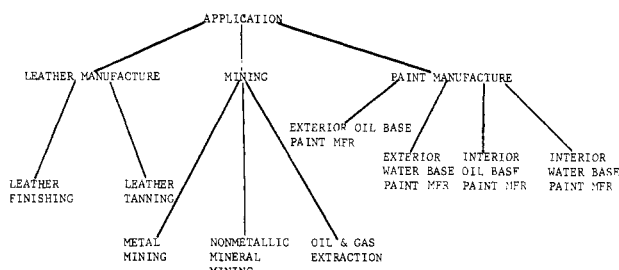 APPLICATION
LEATHER MANUFACTURE
MINING
PAINT MANUFACTURE
EXTERIOR OIL BASE
PAINT MFR
EXTERIOR
WATER BASE
PAINT MFR
INTERIOR
OIL BASE
PAINT MFR
INTERIOR
WATER BASE
PAINT MFR
LEATHER
FINISHING
LEATHER
TANNING
METAL
MINING
NONMETALLIC
MINERAL
MINING
OIL & GAS
EXTRACTION